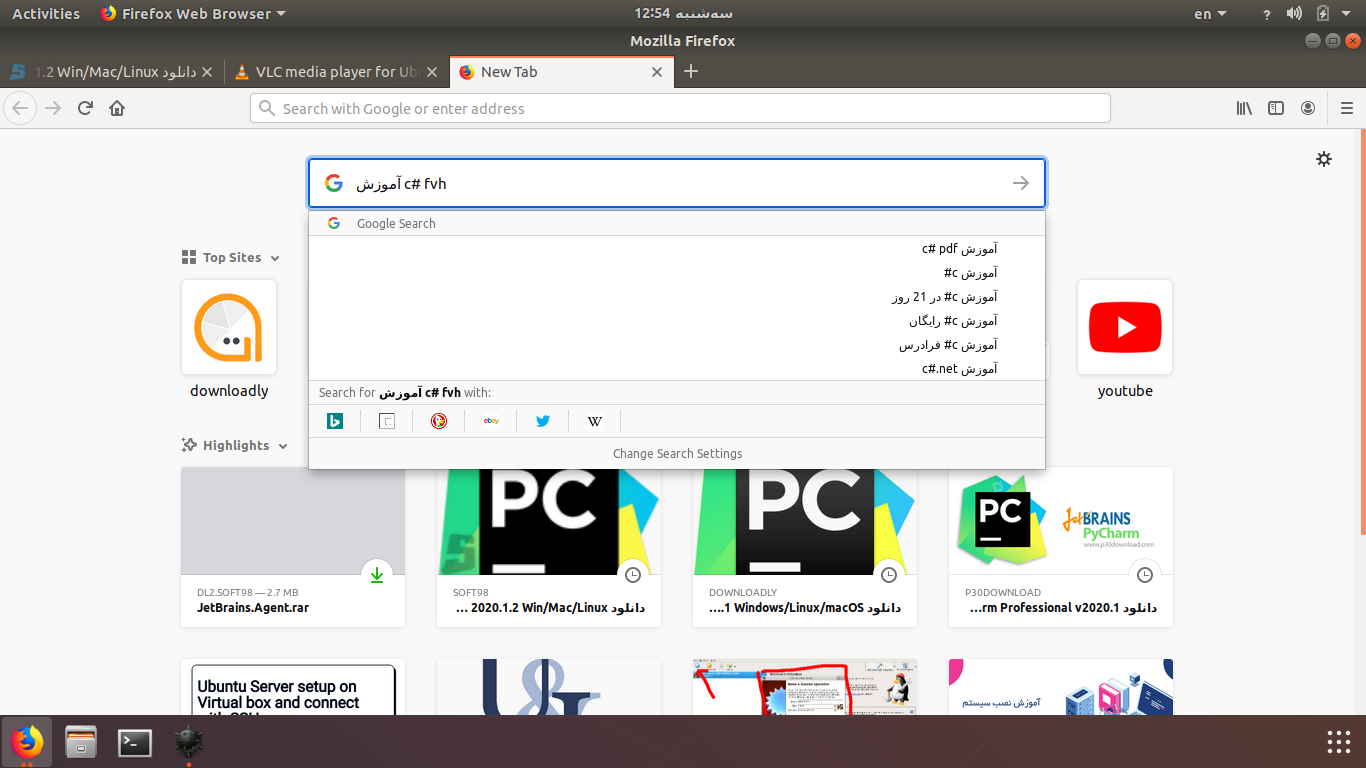 Activities
Firefox Web Browser
سه‌شنبه 12:54
en
?
Mozilla Firefox
1.2 Win/Mac/Linux دانلود
VLC media player for Ub
New Tab
Search with Google or enter address
آموزش c# fvh
Google Search
آموزش c# pdf
آموزش c#
آموزش c# در 21 روز
آموزش c# رایگان
آموزش c# فرادرس
آموزش c#.net
Search for آموزش c# fvh with:
ebay
W
Change Search Settings
Top Sites
downloadly
youtube
Highlights
PC
PC
PC
JetBRAINS
PyCharm
www.p30download.com
DL2.SOFT98 — 2.7 MB
JetBrains.Agent.rar
SOFT98
دانلود 2020.1.2 Win/Mac/Linux ...
DOWNLOADLY
دانلود 1 Windows/Linux/macOS....
P30DOWNLOAD
دانلود rm Professional v2020.1...
Ubuntu Server setup on
Virtual box and connect
آموزش نصب سیستم